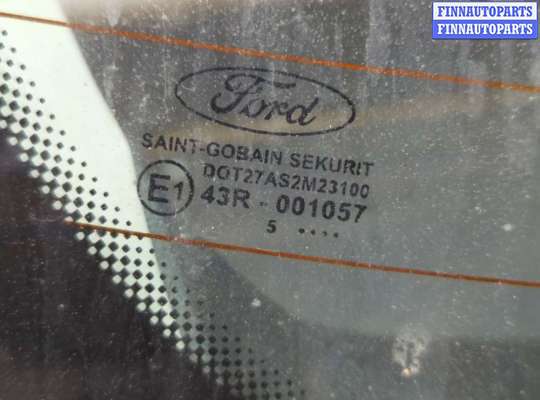 FINNAUTOPARTS
FINNAUTOPARTS
Ford
SAINT-GOBAIN SEKURIT
DOT27AS2M23100
E1 43R - 001057
5 ....